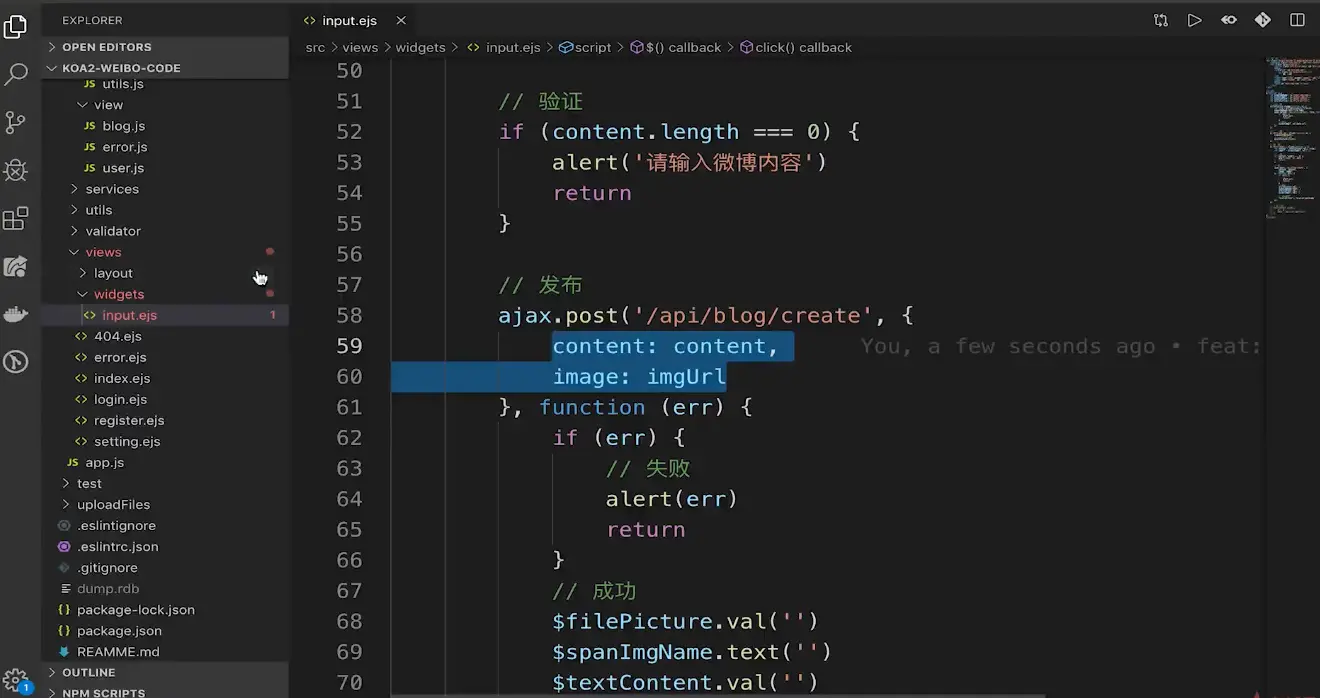 EXPLORER
OPEN EDITORS
KOA2-WEIBO-CODE
utils.js
view
JS blog.js
JS error.js
JS user.js
services
utils
validator
views
layout
widgets
<> input.ejs 1
<> 404.ejs
<> error.ejs
<> index.ejs
<> login.ejs
<> register.ejs
<> setting.ejs
JS app.js
test
uploadFiles
.eslintignore
.eslintrc.json
.gitignore
dump.rdb
{} package-lock.json
{} package.json
REAMME.md
OUTLINE
NPM SCRIPTS
1
<> input.ejs ×
src > views > widgets > <> input.ejs > script > $() callback > click() callback
50
51 // 验证
52 if (content.length === 0) {
53 alert('请输入微博内容')
54 return
55 }
56
57 // 发布
58 ajax.post('/api/blog/create', {
59 content: content, You, a few seconds ago • feat:
60 image: imgUrl
61 }, function (err) {
62 if (err) {
63 // 失败
64 alert(err)
65 return
66 }
67 // 成功
68 $filePicture.val('')
69 $spanImgName.text('')
70 $textContent.val('')